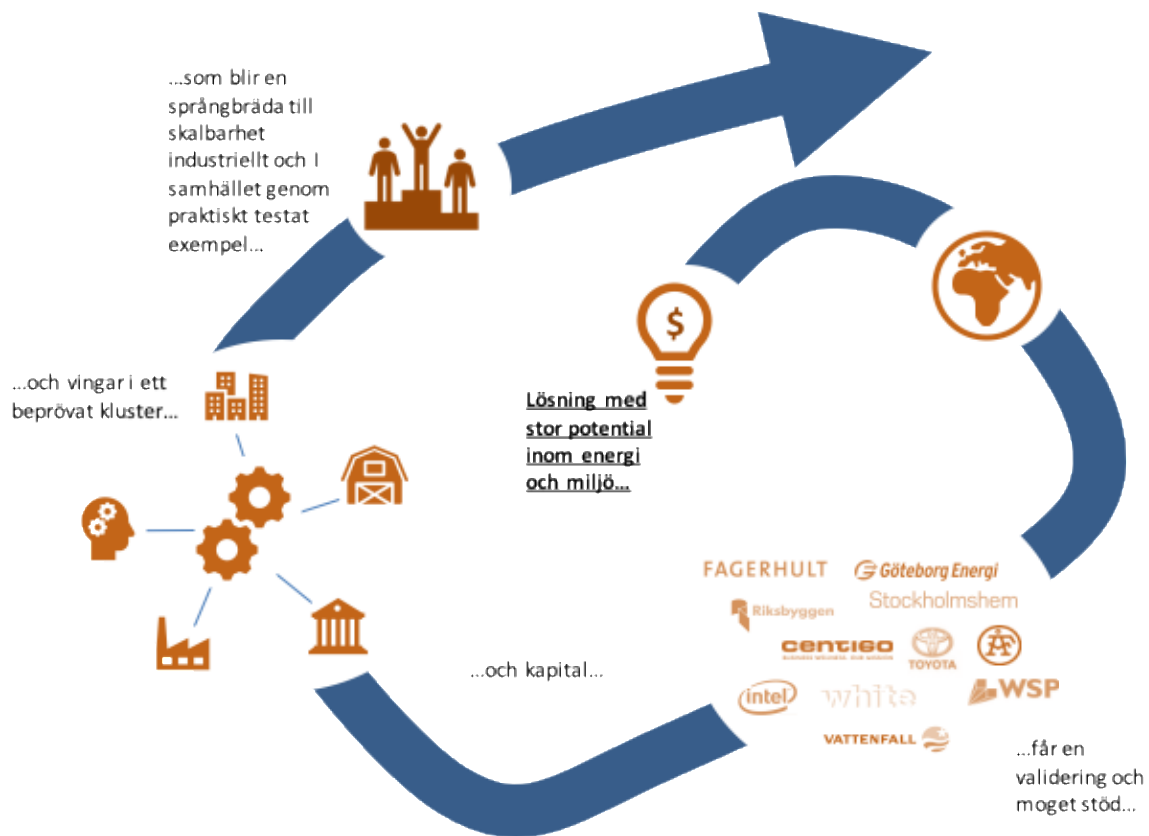 Lösning med
stor potential
inom energi
och miljö...
$
FAGERHULT
Göteborg Energi
Riksbyggen
Stockholmshem
centigo
TOYOTA
ÅF
intel
white
WSP
VATTENFALL
...får en
validering och
moget stöd...
...och kapital...
...och vingar i ett
beprövat kluster...
...som blir en
språngbräda till
skalbarhet
industriellt och I
samhället genom
praktiskt testat
exempel...